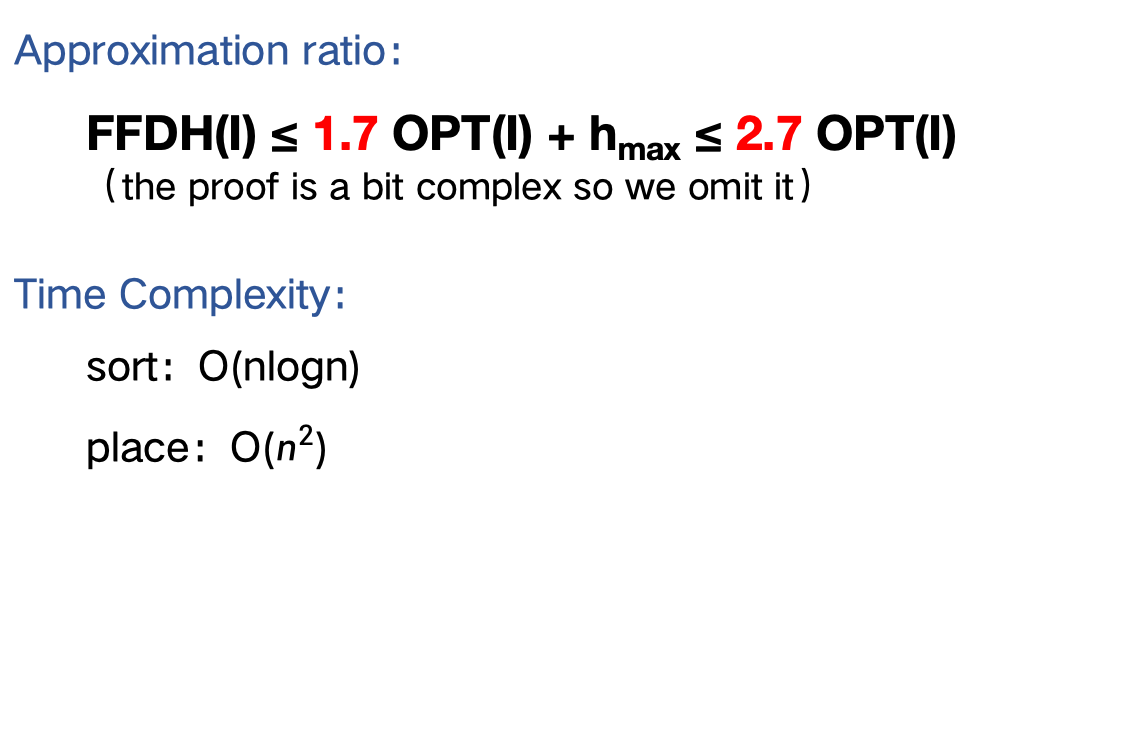 Approximation ratio:
FFDH(I) ≤ 1.7 OPT(I) + hmax ≤ 2.7 OPT(I)
(the proof is a bit complex so we omit it)
Time Complexity:
sort: O(nlogn)
place: O(n²)